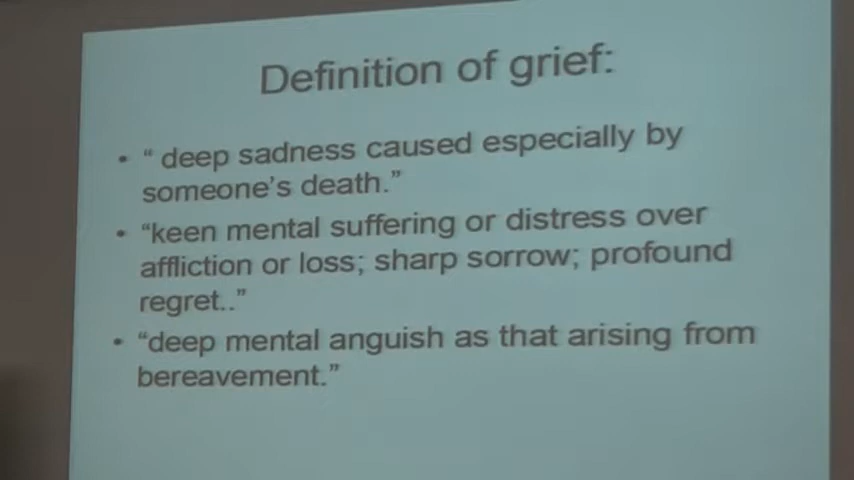 Definition of grief:
• “ deep sadness caused especially by
someone’s death.”
• “keen mental suffering or distress over
affliction or loss; sharp sorrow; profound
regret..”
• “deep mental anguish as that arising from
bereavement.”